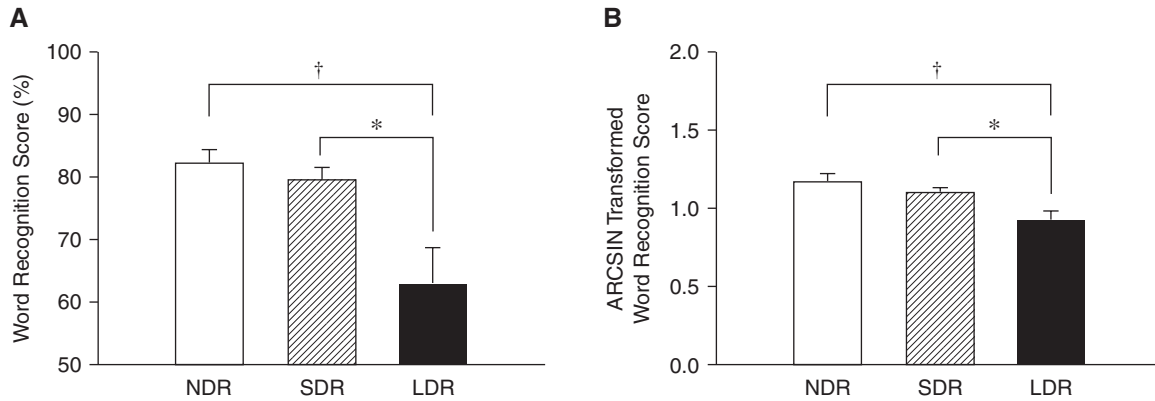 A
Word Recognition Score (%)
100
90
80
70
60
50
†
*
NDR
SDR
LDR
B
ARCSIN Transformed
Word Recognition Score
2.0
1.5
1.0
0.5
0.0
†
*
NDR
SDR
LDR